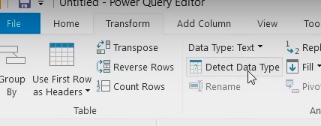 Untitled - Power Query Editor
File Home Transform Add Column View
Transpose Data Type: Text
Group By Use First Row as Headers Reverse Rows Detect Data Type Fill
Count Rows Rename
Table